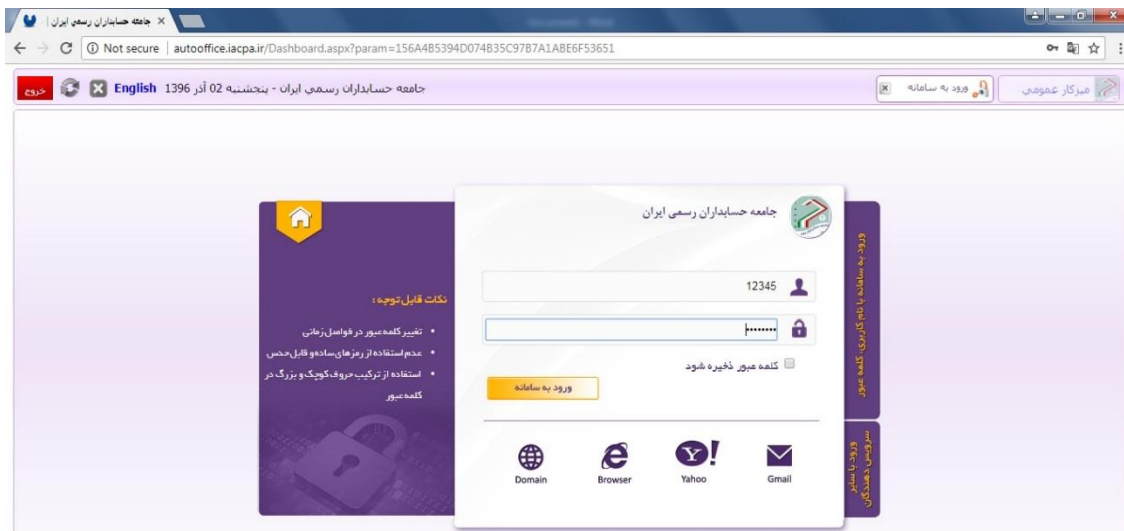 جامعه حسابداران رسمی ایران |
Not secure | autooffice.iacpa.ir/Dashboard.aspx?param=156A4B5394D074B35C97B7A1ABE6F53651
میزکار عمومی
ورود به سامانه
جامعه حسابداران رسمی ایران - پنجشنبه 02 آذر 1396 English
خروج
جامعه حسابداران رسمی ایران
12345
کلمه عبور ذخیره شود
ورود به سامانه
Gmail
Yahoo
Browser
Domain
ورود به سامانه با نام کاربری، کلمه عبور
ورود با سایر
سرویس دهندگان
نکات قابل توجه :
تغییر کلمه عبور در فواصل زمانی
عدم استفاده از رمزهای ساده و قابل حدس
استفاده از ترکیب حروف کوچک و بزرگ در
کلمه عبور